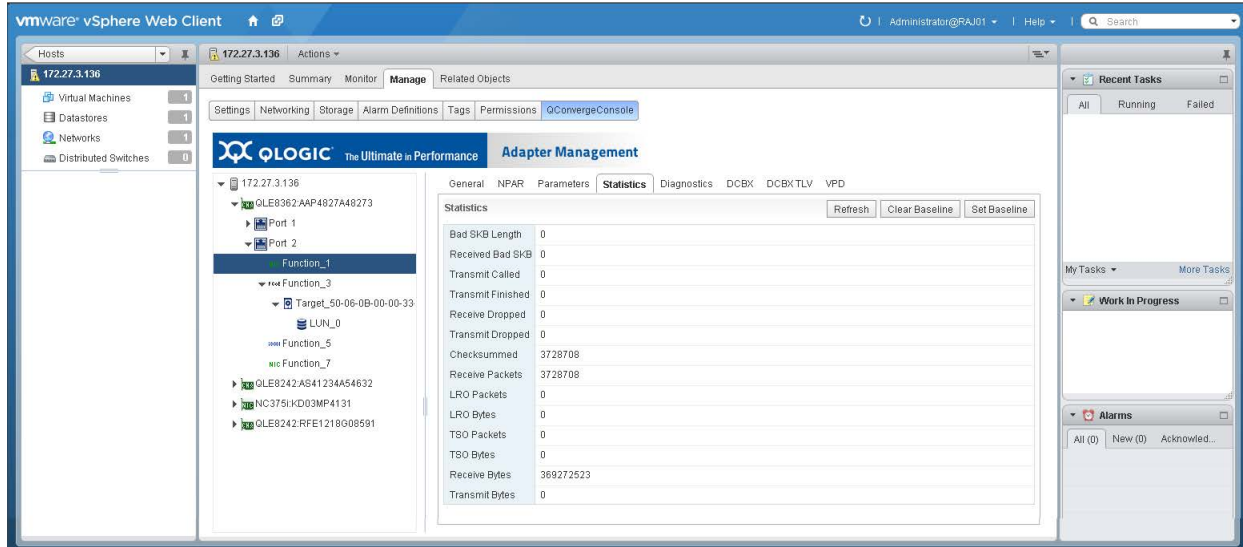 vmware® vSphere Web Client
Administrator@RAJ01
Help
Search
Hosts
172.27.3.136
Virtual Machines 1
Datastores 1
Networks 1
Distributed Switches 0
172.27.3.136 Actions
Getting Started Summary Monitor Manage Related Objects
Settings Networking Storage Alarm Definitions Tags Permissions QConvergeConsole
QLOGIC The Ultimate in Performance Adapter Management
172.27.3.136
QLE8362:AAP4827A48273
Port 1
Port 2
Function_1
Function_3
Target_50-06-0B-00-00-33
LUN_0
Function_5
NIC Function_7
QLE8242:AS41234A54632
NC375i:KD03MP4131
QLE8242:RFE1218G08591
General NPAR Parameters Statistics Diagnostics DCBX DCBX TLV VPD
Statistics Refresh Clear Baseline Set Baseline
Bad SKB Length 0
Received Bad SKB 0
Transmit Called 0
Transmit Finished 0
Receive Dropped 0
Transmit Dropped 0
Checksummed 3728708
Receive Packets 3728708
LRO Packets 0
LRO Bytes 0
TSO Packets 0
TSO Bytes 0
Receive Bytes 369272523
Transmit Bytes 0
Recent Tasks
All Running Failed
My Tasks More Tasks
Work In Progress
Alarms
All (0) New (0) Acknowled...